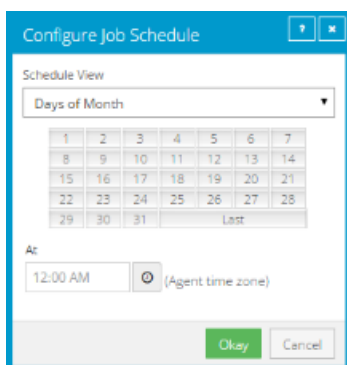 Configure Job Schedule ? ×
Schedule View
Days of Month
1 2 3 4 5 6 7
8 9 10 11 12 13 14
15 16 17 18 19 20 21
22 23 24 25 26 27 28
29 30 31 Last
At
12:00 AM (Agent time zone)
Okay Cancel